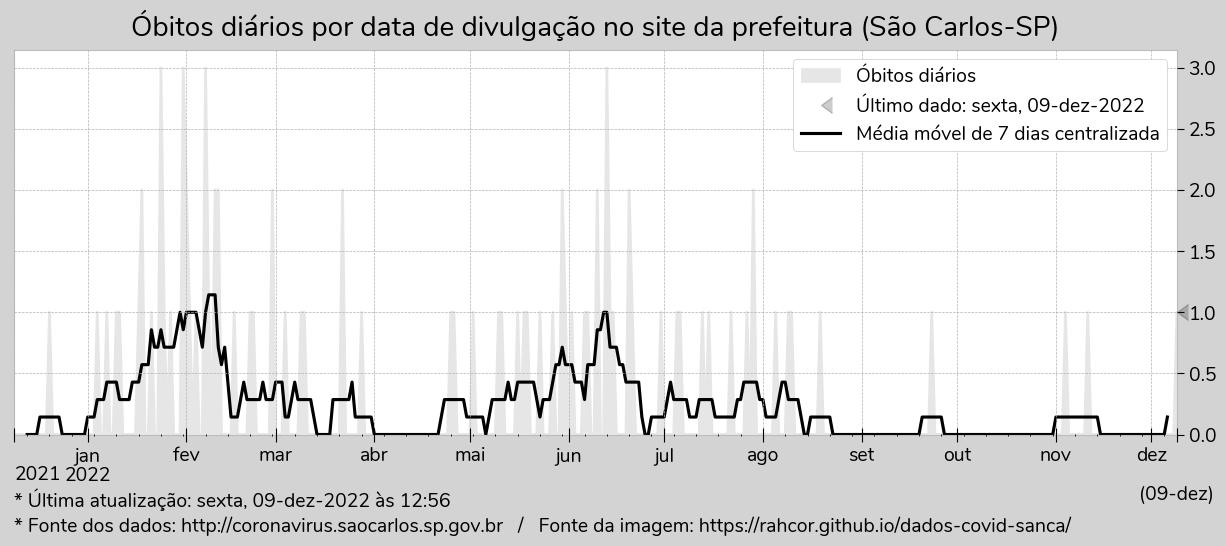 Óbitos diários por data de divulgação no site da prefeitura (São Carlos-SP)
Óbitos diários
Último dado: sexta, 09-dez-2022
Média móvel de 7 dias centralizada
3.0
2.5
2.0
1.5
1.0
0.5
0.0
jan fev mar abr mai jun jul ago set out nov dez
2021 2022
(09-dez)
* Última atualização: sexta, 09-dez-2022 às 12:56
* Fonte dos dados: http://coronavirus.saocarlos.sp.gov.br / Fonte da imagem: https://rahcor.github.io/dados-covid-sanca/